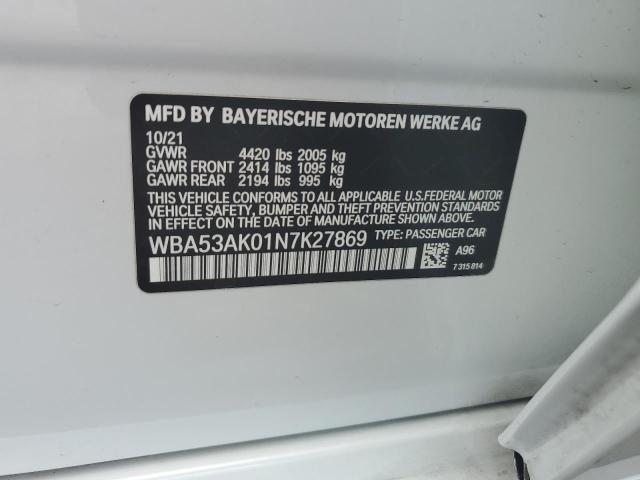 MFD BY BAYERISCHE MOTOREN WERKE AG
10/21
GVWR 4420 lbs 2005 kg
GAWR FRONT 2414 lbs 1095 kg
GAWR REAR 2194 lbs 995 kg
THIS VEHICLE CONFORMS TO ALL APPLICABLE U.S.FEDERAL MOTOR
VEHICLE SAFETY, BUMPER, AND THEFT PREVENTION STANDARDS
IN EFFECT ON THE DATE OF MANUFACTURE SHOWN ABOVE.
WBA53AK01N7K27869 TYPE: PASSENGER CAR
A96
7 315 814